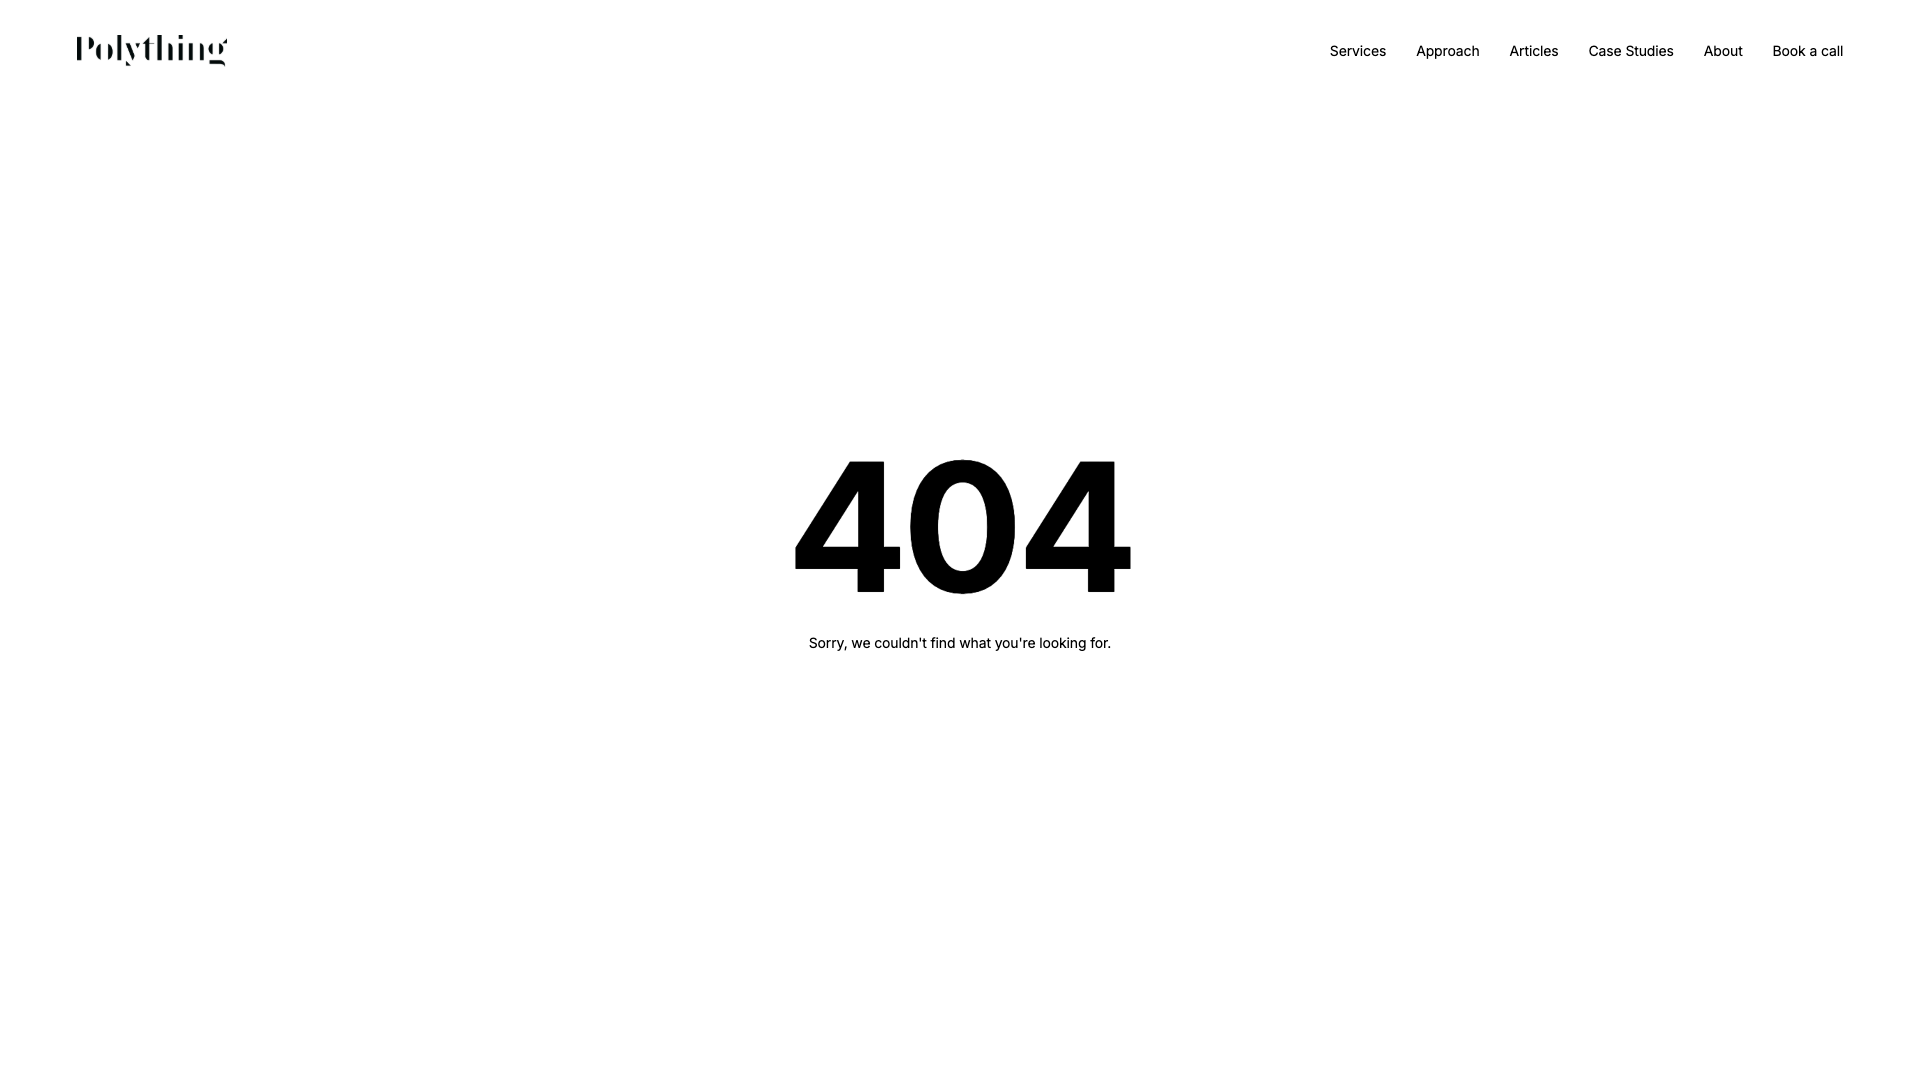 Polything
Services Approach Articles Case Studies About Book a call
404
Sorry, we couldn't find what you're looking for.